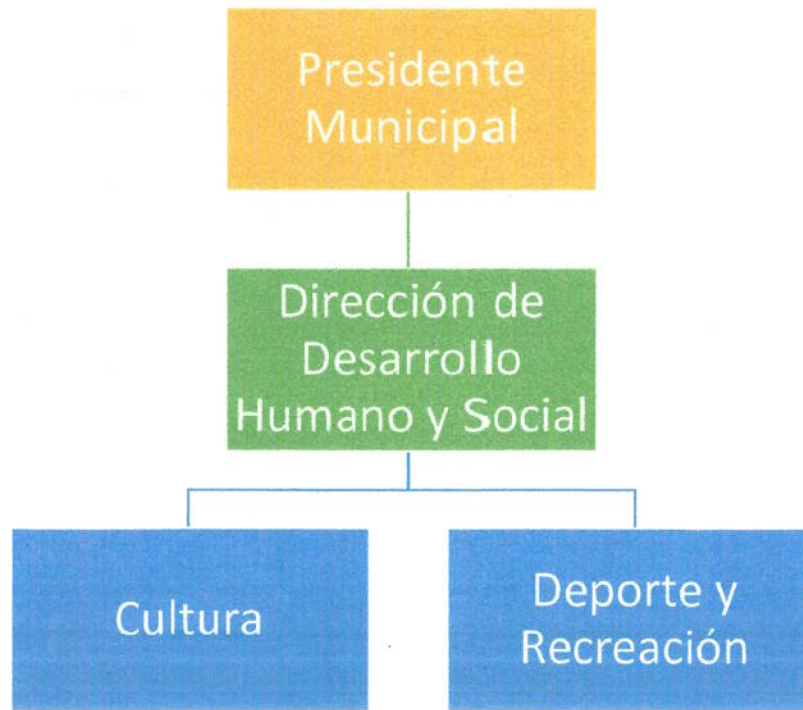 Presidente
Municipal
Dirección de
Desarrollo
Humano y Social
Cultura
Deporte y
Recreación